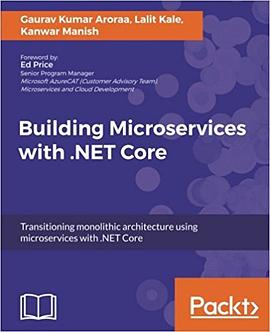 Gaurav Kumar Aroraa, Lalit Kale,
Kanwar Manish
Foreword by:
Ed Price
Senior Program Manager
Microsoft AzureCAT (Customer Advisory Team),
Microservices and Cloud Development
Building Microservices
with .NET Core
Transitioning monolithic architecture using
microservices with .NET Core
Packt>